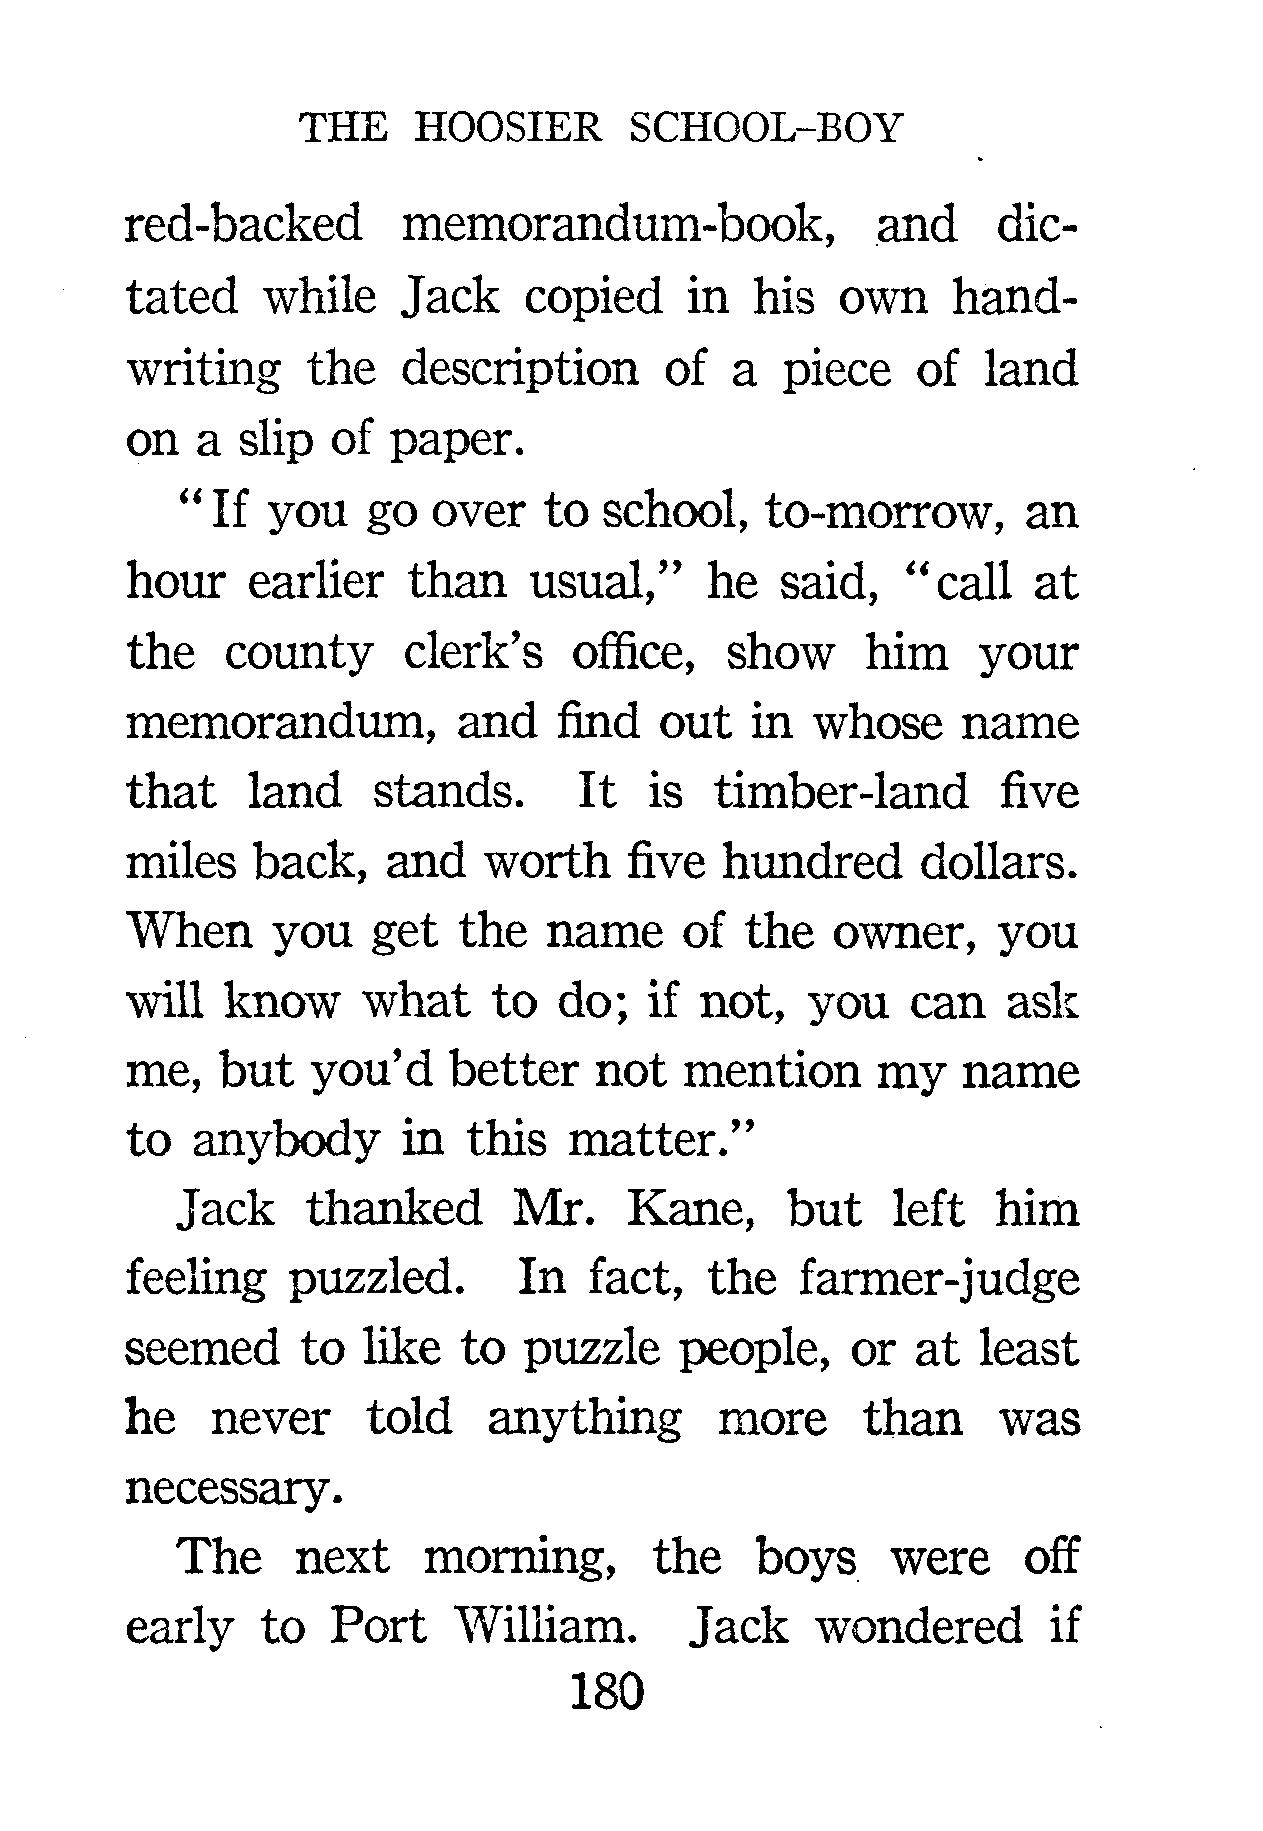 THE HOOSIER SCHOOL-BOY
red-backed memorandum-book, and dic-
tated while Jack copied in his own hand-
writing the description of a piece of land
on a slip of paper.
“If you go over to school, to-morrow, an
hour earlier than usual,” he said, “call at
the county clerk’s office, show him your
memorandum, and find out in whose name
that land stands. It is timber-land five
miles back, and worth five hundred dollars.
When you get the name of the owner, you
will know what to do; if not, you can ask
me, but you’d better not mention my name
to anybody in this matter.”
Jack thanked Mr. Kane, but left him
feeling puzzled. In fact, the farmer-judge
seemed to like to puzzle people, or at least
he never told anything more than was
necessary.
The next morning, the boys were off
early to Port William. Jack wondered if
180